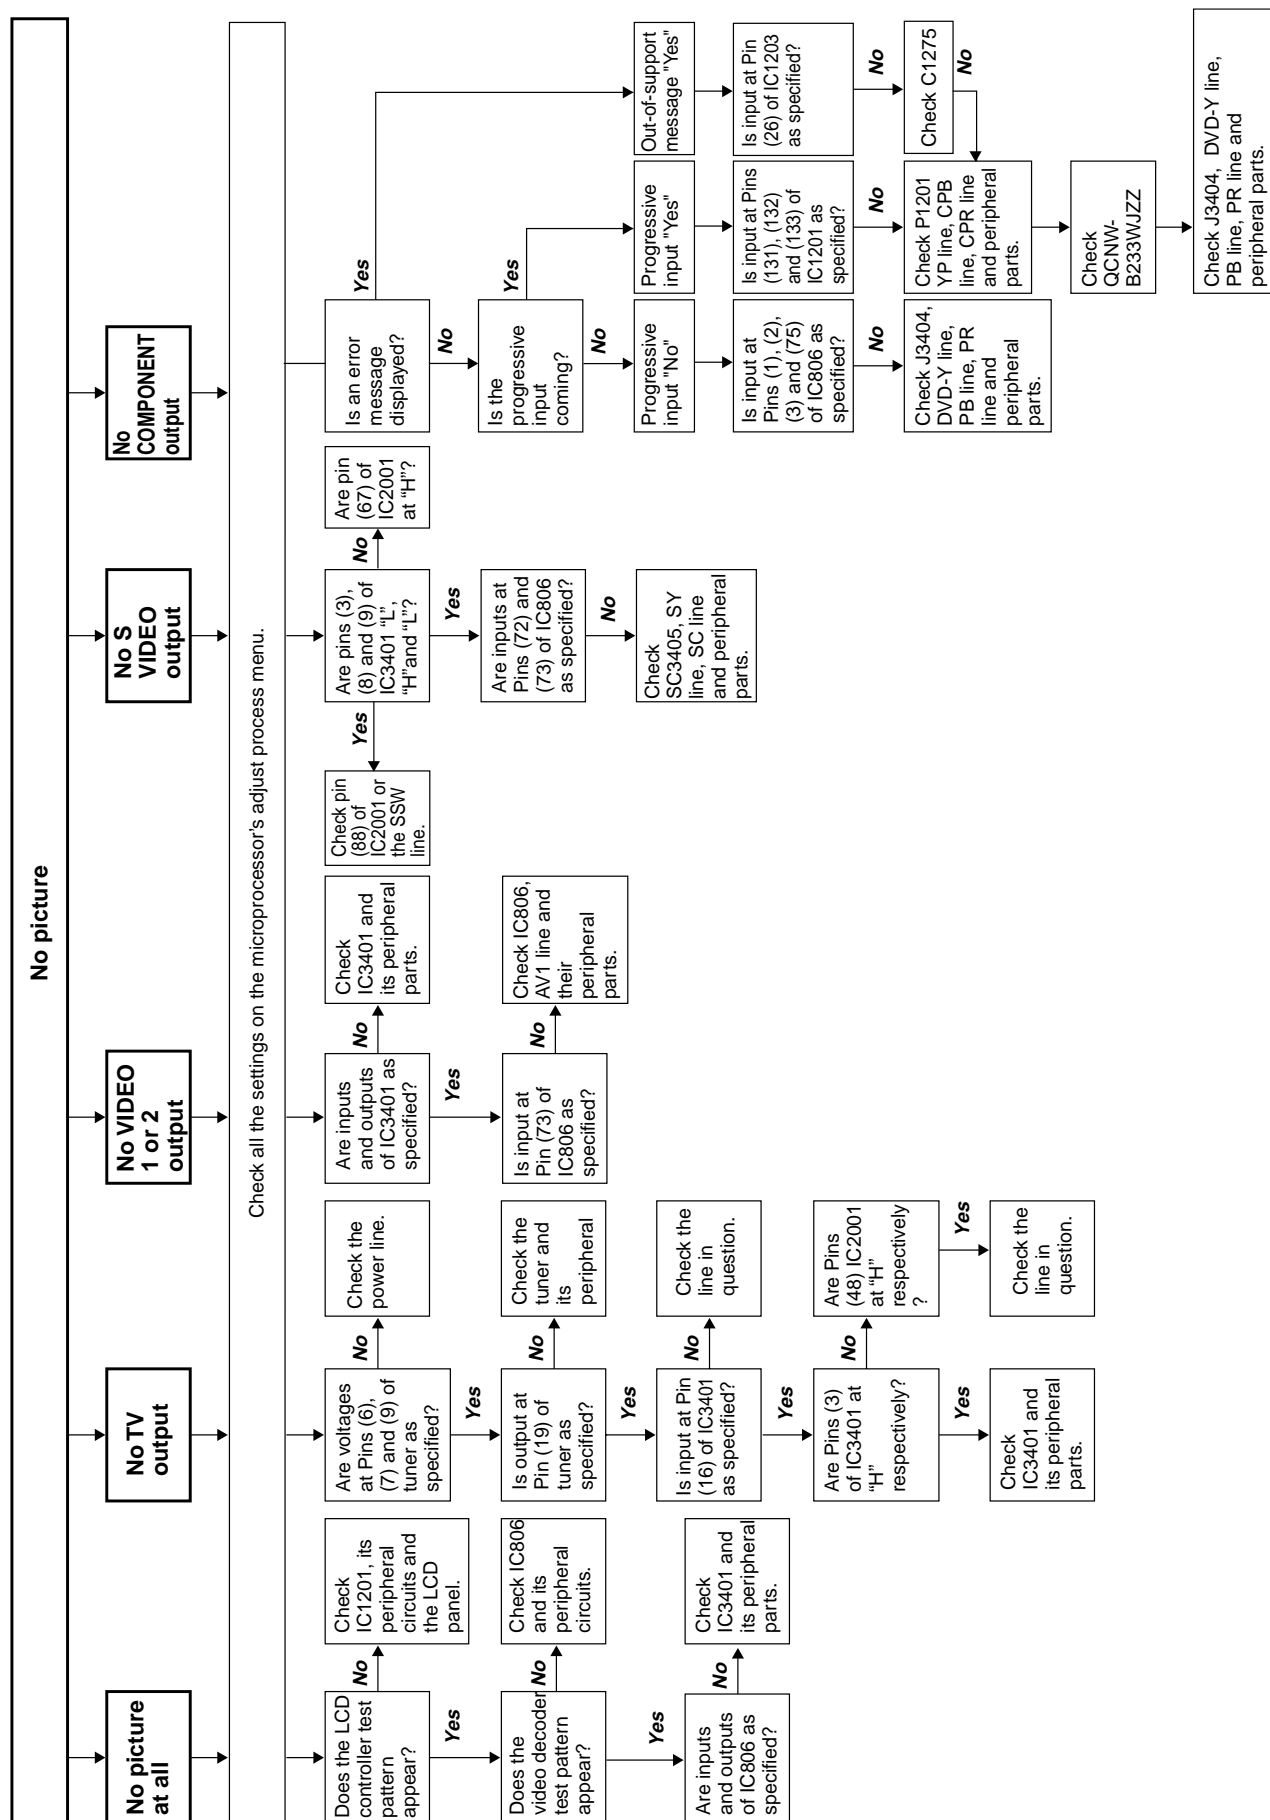 No picture
No picture
at all
No TV
output
No VIDEO
1 or 2
output
No S
VIDEO
output
No
COMPONENT
output
Check all the settings on the microprocessor's adjust process menu.
Does the LCD
controller test
pattern
appear?
No
Check
IC1201, its
peripheral
circuits and
the LCD
panel.
Yes
Does the
video decoder
test pattern
appear?
No
Check IC806
and its
peripheral
circuits.
Yes
Are inputs
and outputs
of IC806 as
specified?
No
Check
IC3401 and
its peripheral
parts.
Are voltages
at Pins (6),
(7) and (9) of
tuner as
specified?
No
Check the
power line.
Yes
Is output at
Pin (19) of
tuner as
specified?
No
Check the
tuner and
its
peripheral
Yes
Is input at Pin
(16) of IC3401
as specified?
No
Check the
line in
question.
Yes
Are Pins (3)
of IC3401 at
“H”
respectively?
No
Are Pins
(48) IC2001
at “H”
respectively
?
Yes
Check
IC3401 and
its peripheral
parts.
Yes
Check the
line in
question.
Are inputs
and outputs
of IC3401 as
specified?
No
Check
IC3401 and
its peripheral
parts.
Yes
Is input at
Pin (73) of
IC806 as
specified?
No
Check IC806,
AV1 line and
their
peripheral
parts.
Are pins (3),
(8) and (9) of
IC3401 “L”,
“H”and “L”?
Yes
Check pin
(88) of
IC2001 or
the SSW
line.
No
Are pin
(67) of
IC2001
at “H”?
Yes
Are inputs at
Pins (72) and
(73) of IC806
as specified?
No
Check
SC3405, SY
line, SC line
and peripheral
parts.
Is an error
message
displayed?
Yes
No
Is the
progressive
input
coming?
Yes
No
Progressive
input "No"
Progressive
input "Yes"
Out-of-support
message "Yes"
Is input at
Pins (1), (2),
(3) and (75)
of IC806 as
specified?
Is input at Pins
(131), (132)
and (133) of
IC1201 as
specified?
Is input at Pin
(26) of IC1203
as specified?
No
No
No
Check J3404,
DVD-Y line,
PB line, PR
line and
peripheral
parts.
Check P1201
YP line, CPB
line, CPR line
and peripheral
parts.
Check C1275
No
Check
QCNW-
B233WJZZ
Check J3404, DVD-Y line,
PB line, PR line and
peripheral parts.